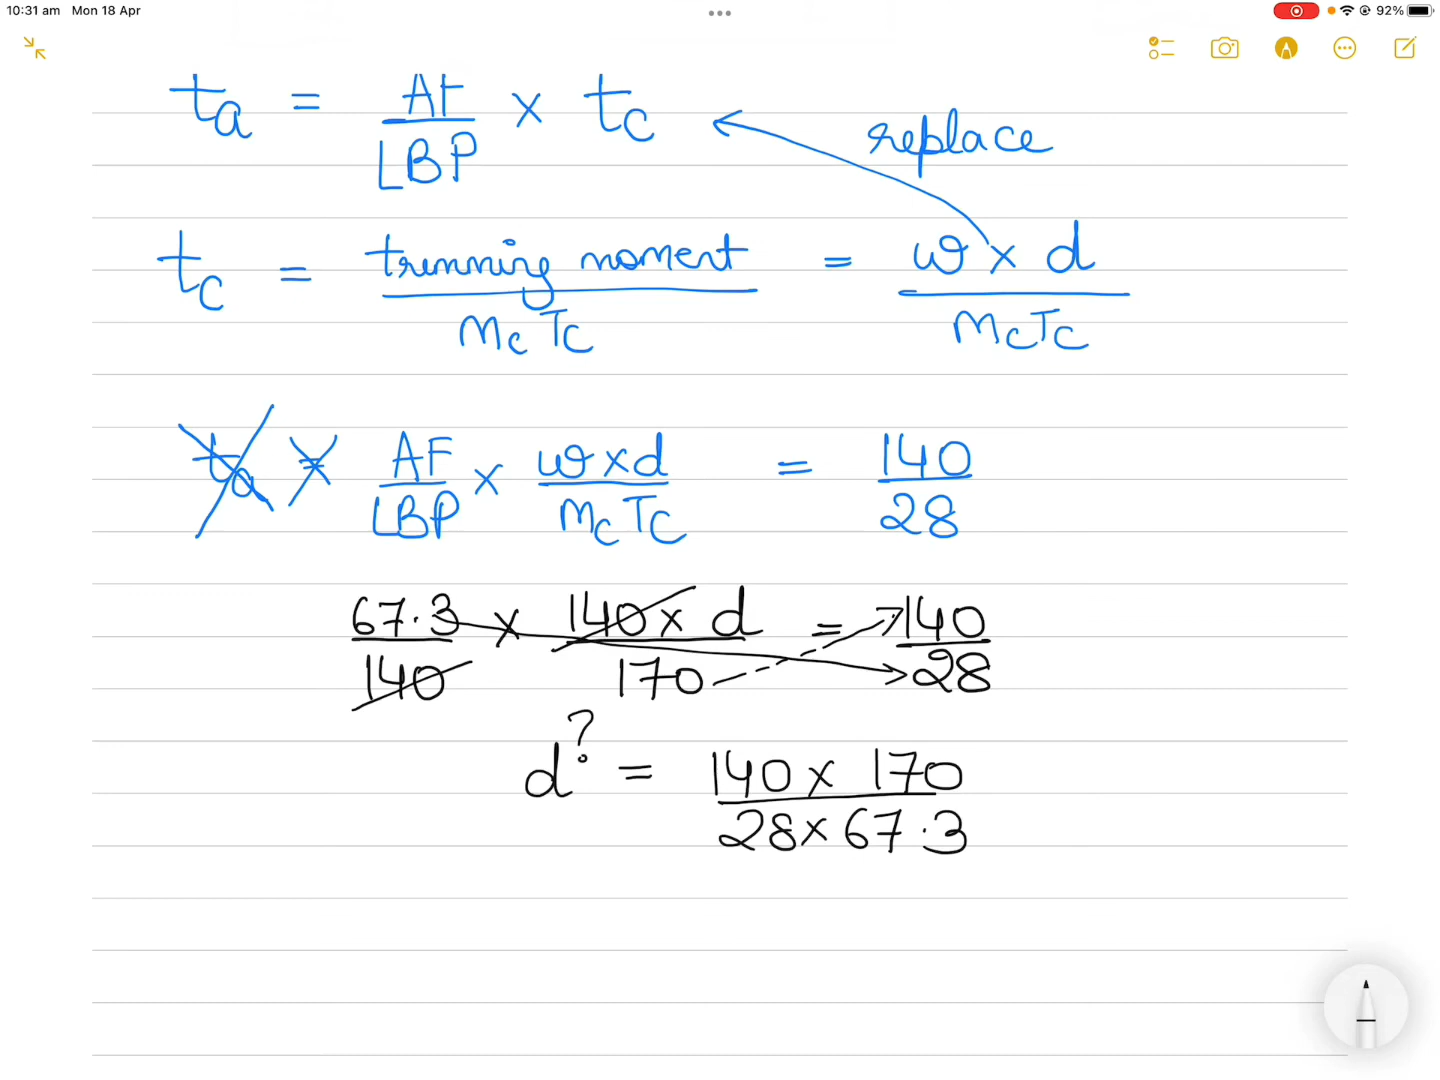 10:31 am Mon 18 Apr 92%
ta = AF/LBP × tc replace
tc = trimming moment/MCTC = w × d/MCTC
ta = AF/LBP × w×d/MCTC = 140/28
67.3/140 × 140 × d/170 = 140/28
d? = 140 × 170/28 × 67.3